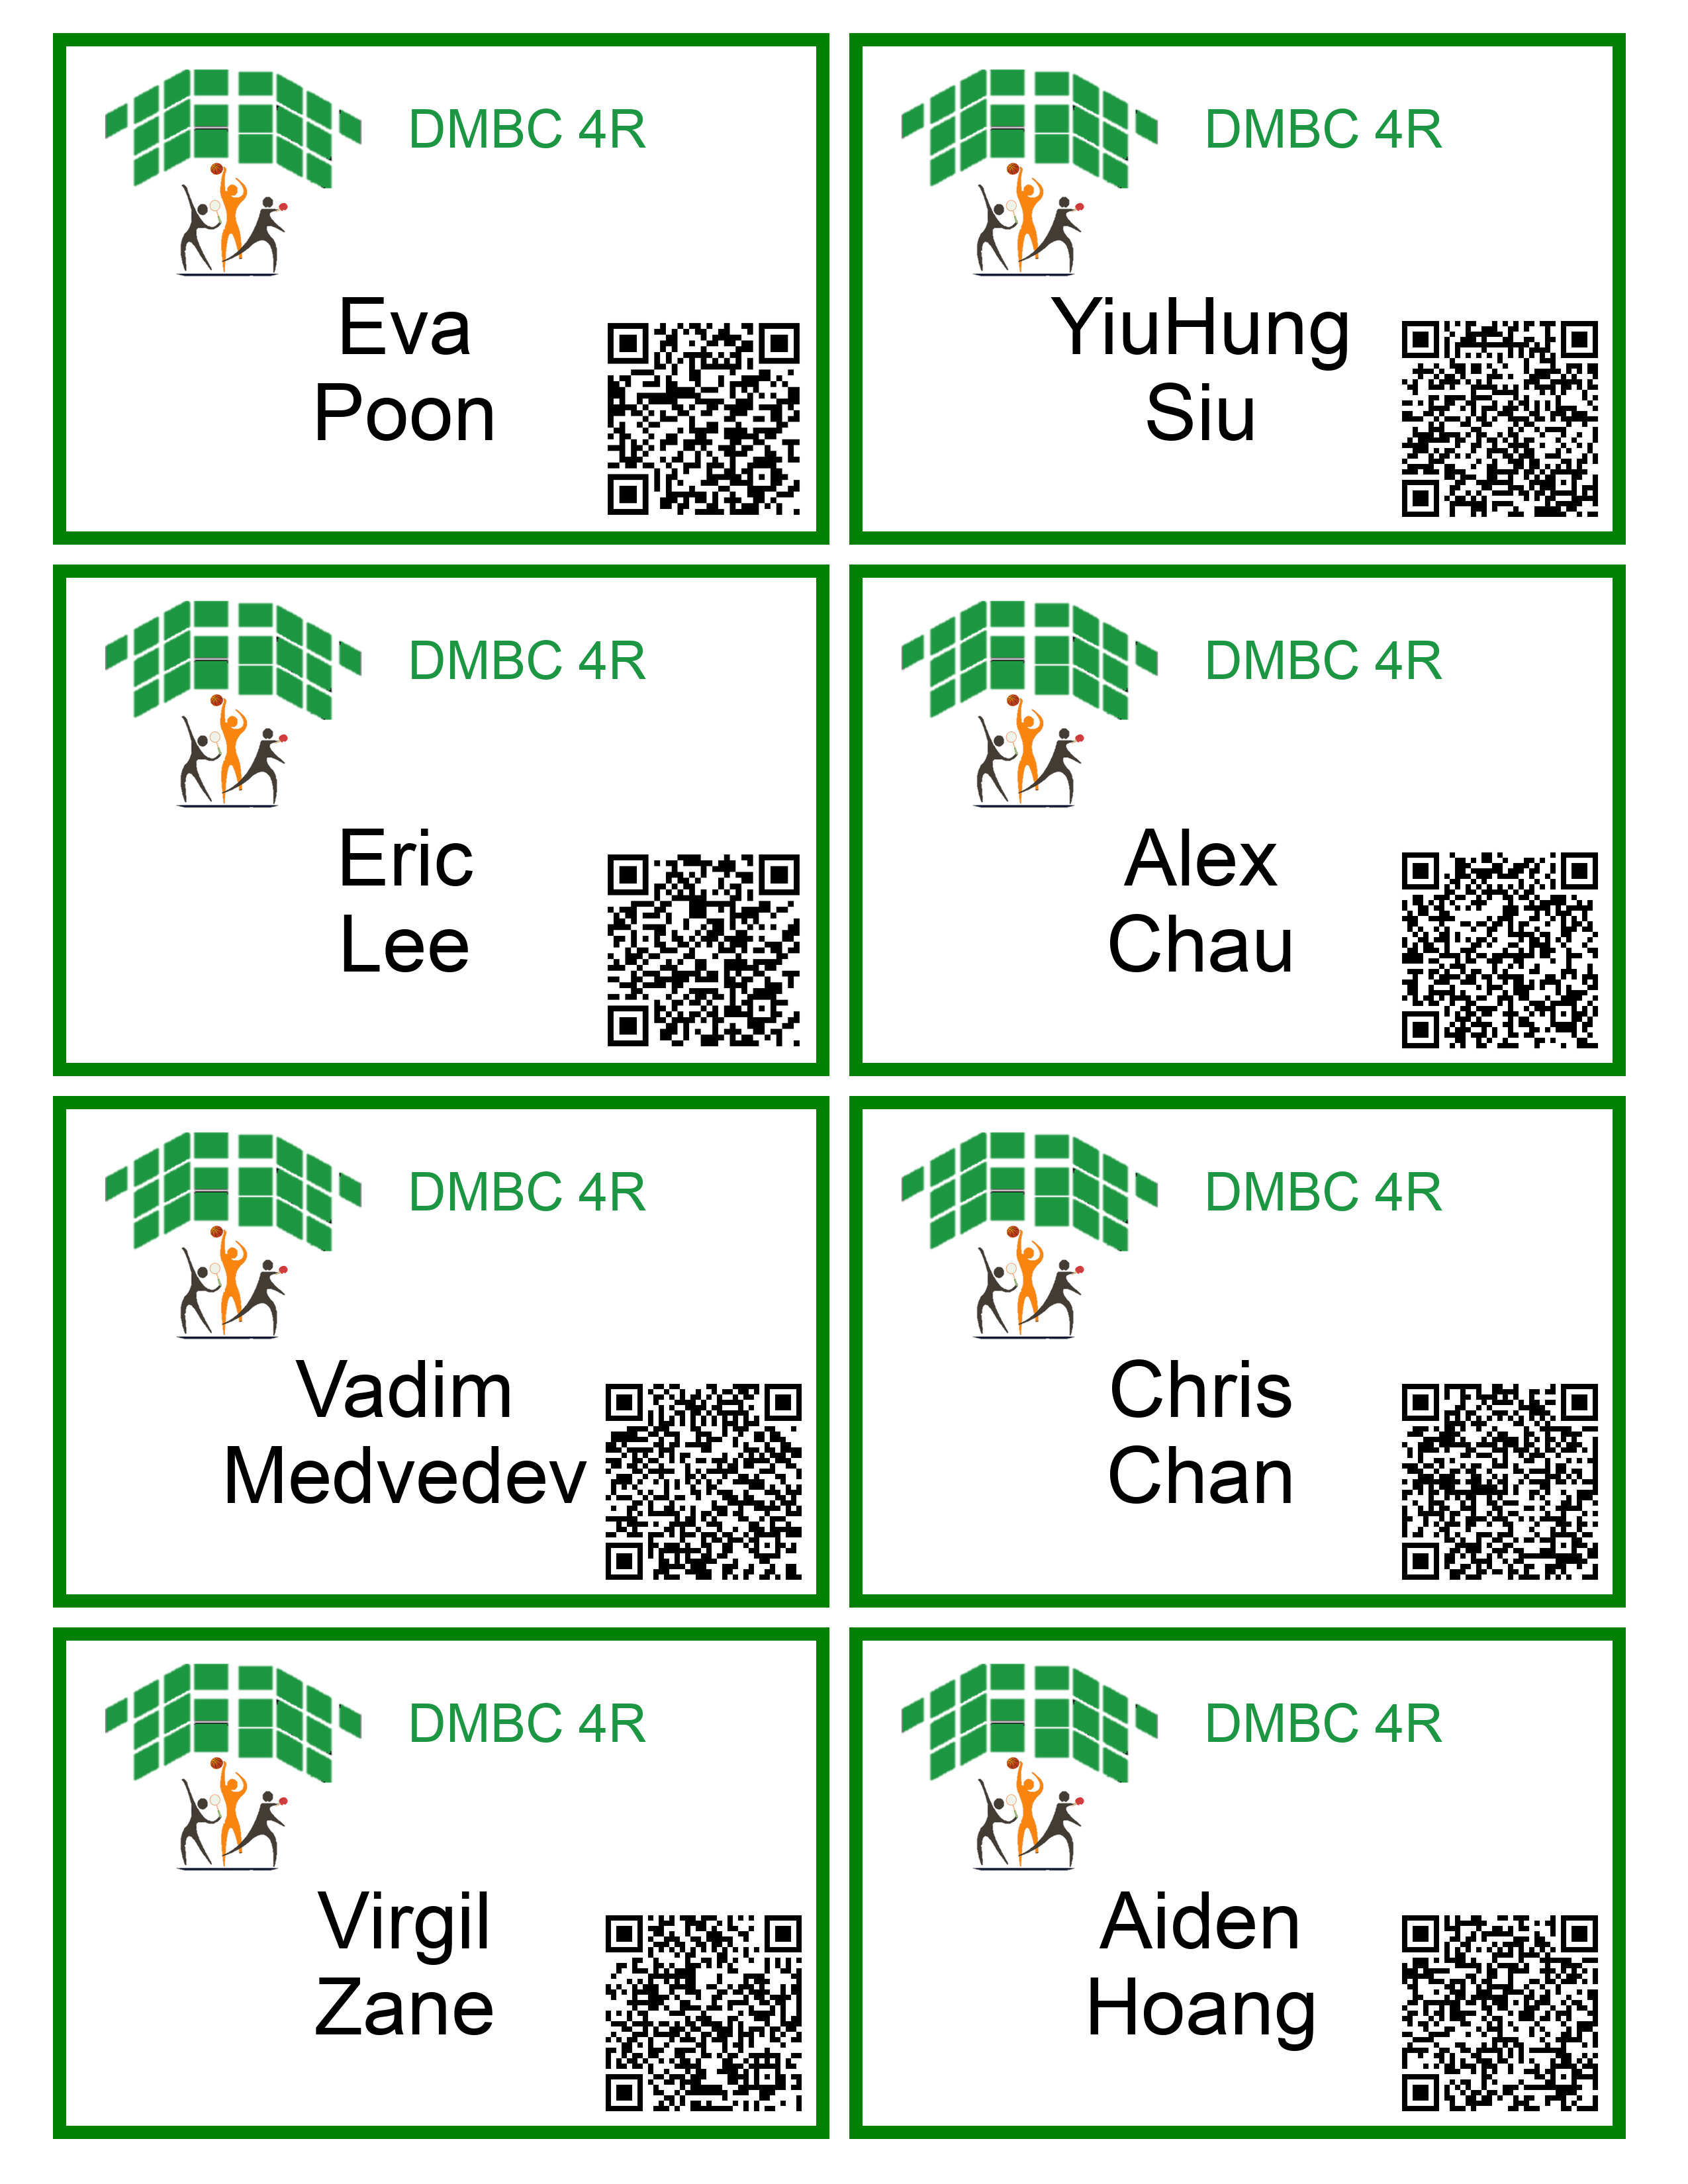 DMBC 4R
Eva
Poon
DMBC 4R
YiuHung
Siu
DMBC 4R
Eric
Lee
DMBC 4R
Alex
Chau
DMBC 4R
Vadim
Medvedev
DMBC 4R
Chris
Chan
DMBC 4R
Virgil
Zane
DMBC 4R
Aiden
Hoang